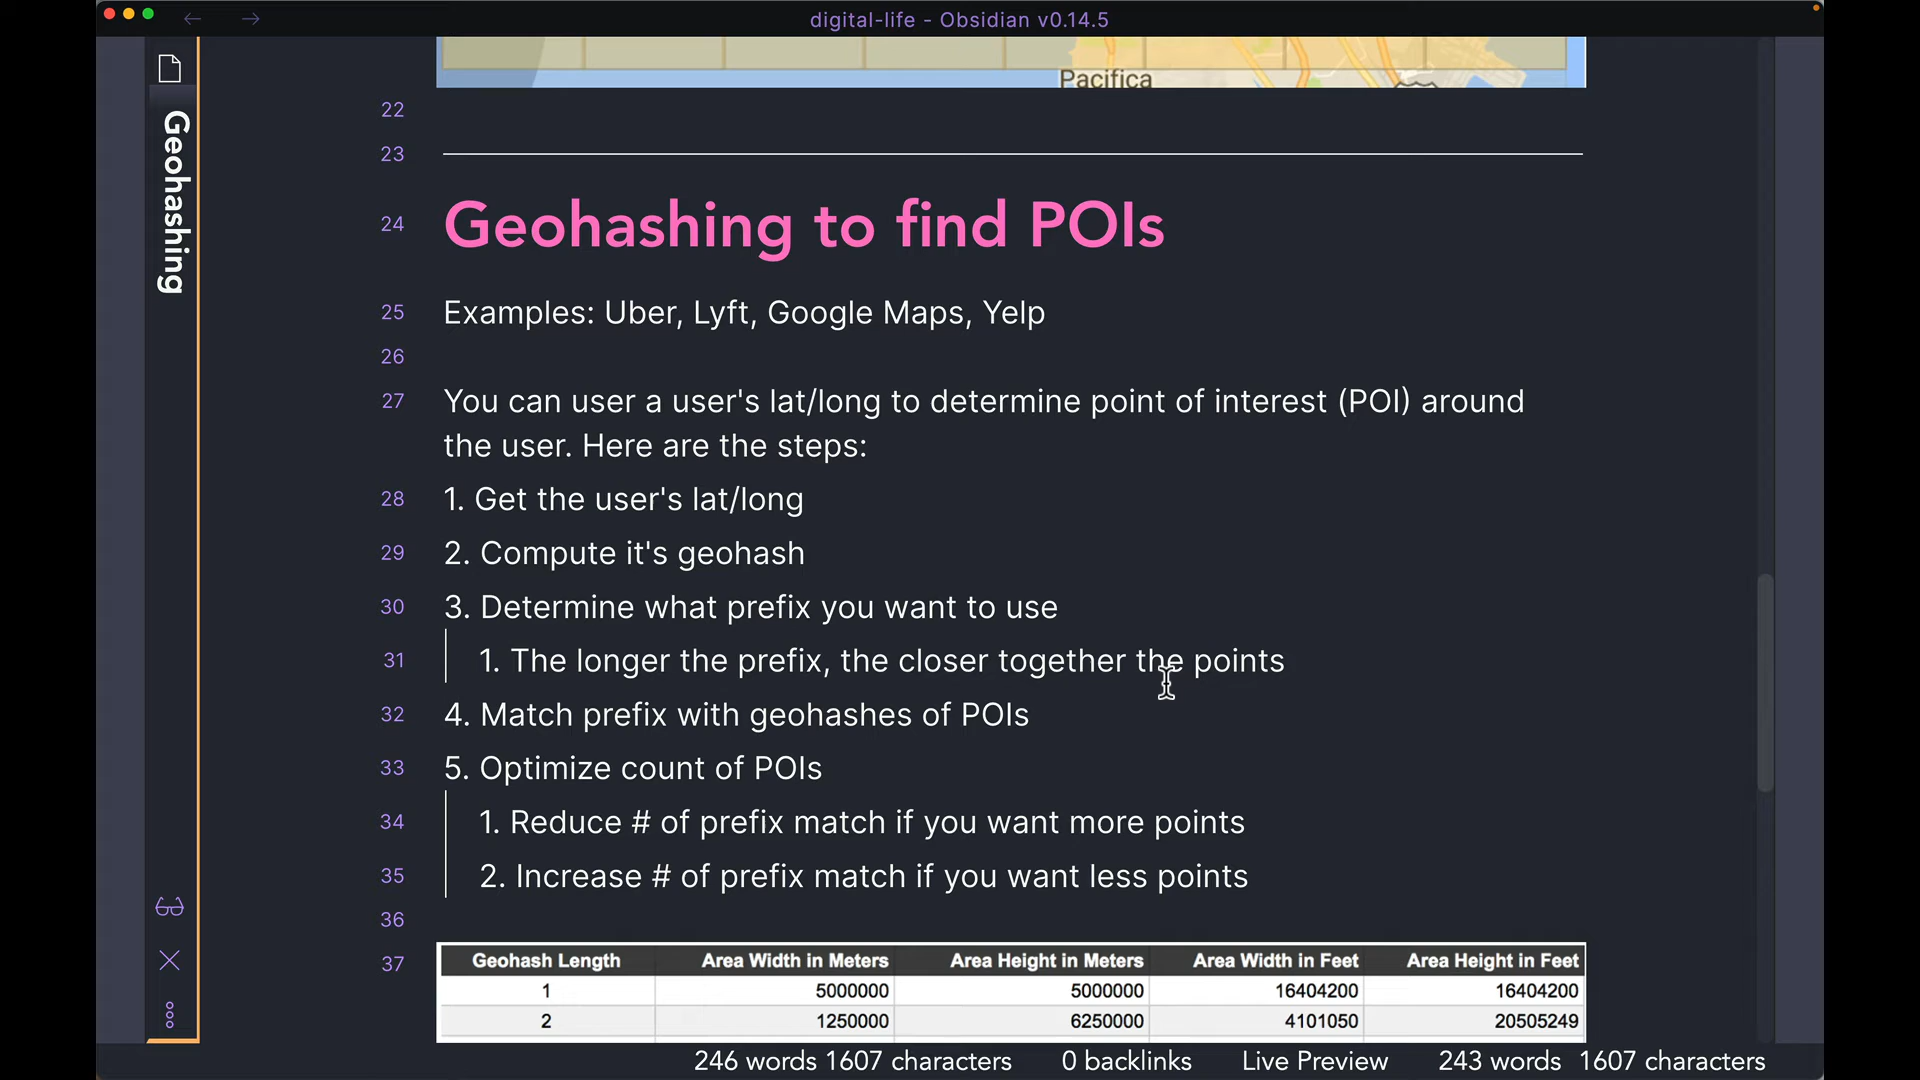 digital-life - Obsidian v0.14.5
Geohashing
Pacifica
22
23
24 Geohashing to find POIs
25 Examples: Uber, Lyft, Google Maps, Yelp
26
27 You can user a user's lat/long to determine point of interest (POI) around
the user. Here are the steps:
28 1. Get the user's lat/long
29 2. Compute it's geohash
30 3. Determine what prefix you want to use
31 1. The longer the prefix, the closer together the points
32 4. Match prefix with geohashes of POIs
33 5. Optimize count of POIs
34 1. Reduce # of prefix match if you want more points
35 2. Increase # of prefix match if you want less points
36
37 Geohash Length Area Width in Meters Area Height in Meters Area Width in Feet Area Height in Feet
1 5000000 5000000 16404200 16404200
2 1250000 6250000 4101050 20505249
246 words 1607 characters 0 backlinks Live Preview 243 words 1607 characters